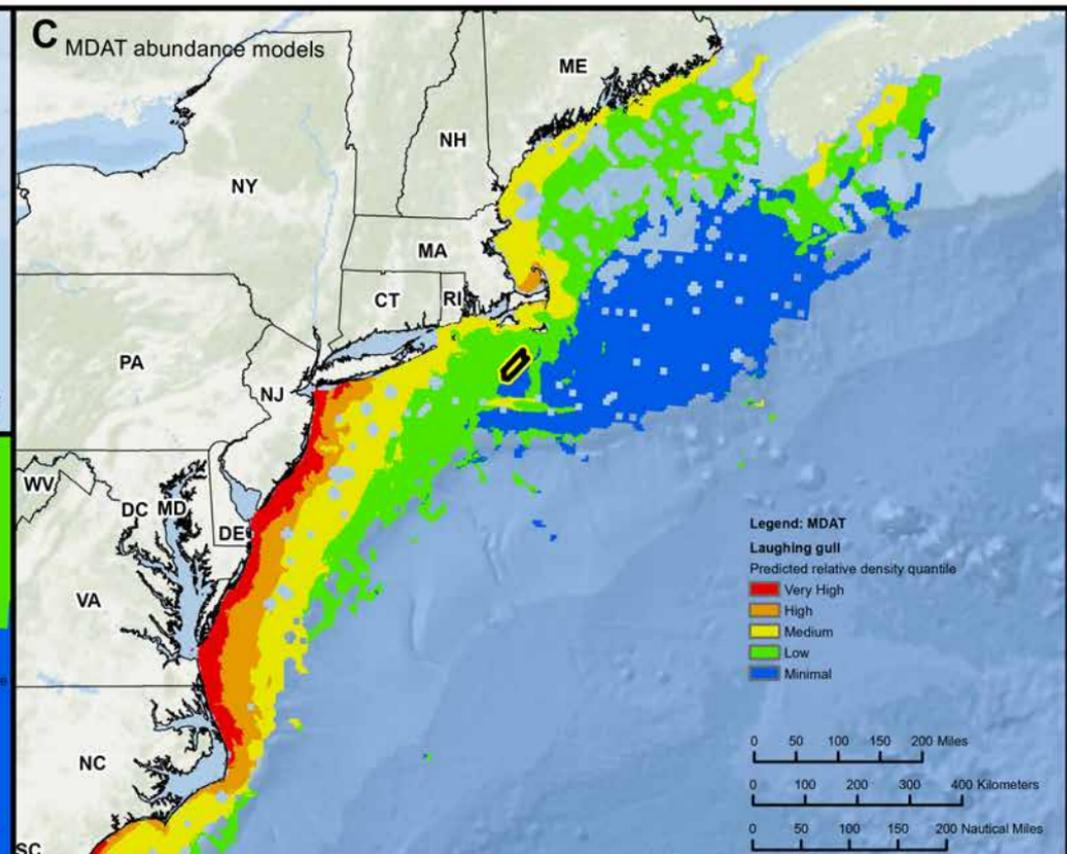 C MDAT abundance models
ME
NH
NY
MA
CT
RI
PA
NJ
WV
DC
MD
DE
VA
NC
SC
Legend: MDAT
Laughing gull
Predicted relative density quantile
Very High
High
Medium
Low
Minimal
0 50 100 150 200 Miles
0 100 200 300 400 Kilometers
0 50 100 150 200 Nautical Miles